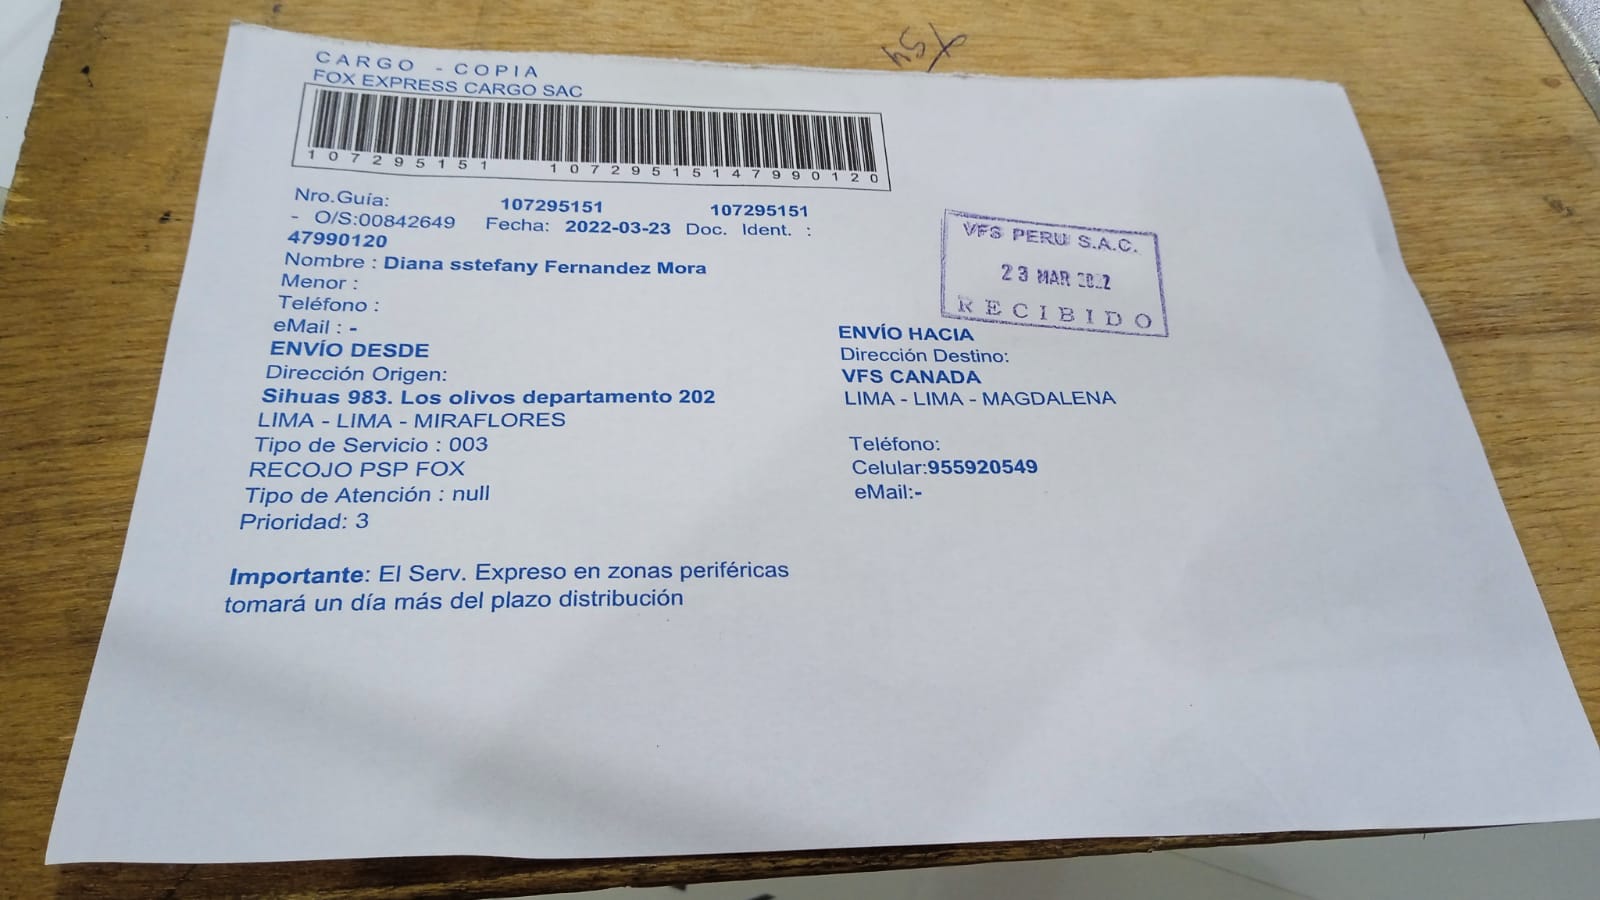 CARGO - COPIA
FOX EXPRESS CARGO SAC
107295151 10729515147990120
Nro.Guía: 107295151 107295151
- O/S:00842649 Fecha: 2022-03-23 Doc. Ident. :
47990120
Nombre : Diana sstefany Fernandez Mora
Menor :
Teléfono :
eMail : -
ENVÍO DESDE
Dirección Origen:
Sihuas 983. Los olivos departamento 202
LIMA - LIMA - MIRAFLORES
Tipo de Servicio : 003
RECOJO PSP FOX
Tipo de Atención : null
Prioridad: 3
Importante: El Serv. Expreso en zonas periféricas
tomará un día más del plazo distribución
VFS PERU S.A.C.
23 MAR 2022
RECIBIDO
ENVÍO HACIA
Dirección Destino:
VFS CANADA
LIMA - LIMA - MAGDALENA
Teléfono:
Celular:955920549
eMail:-